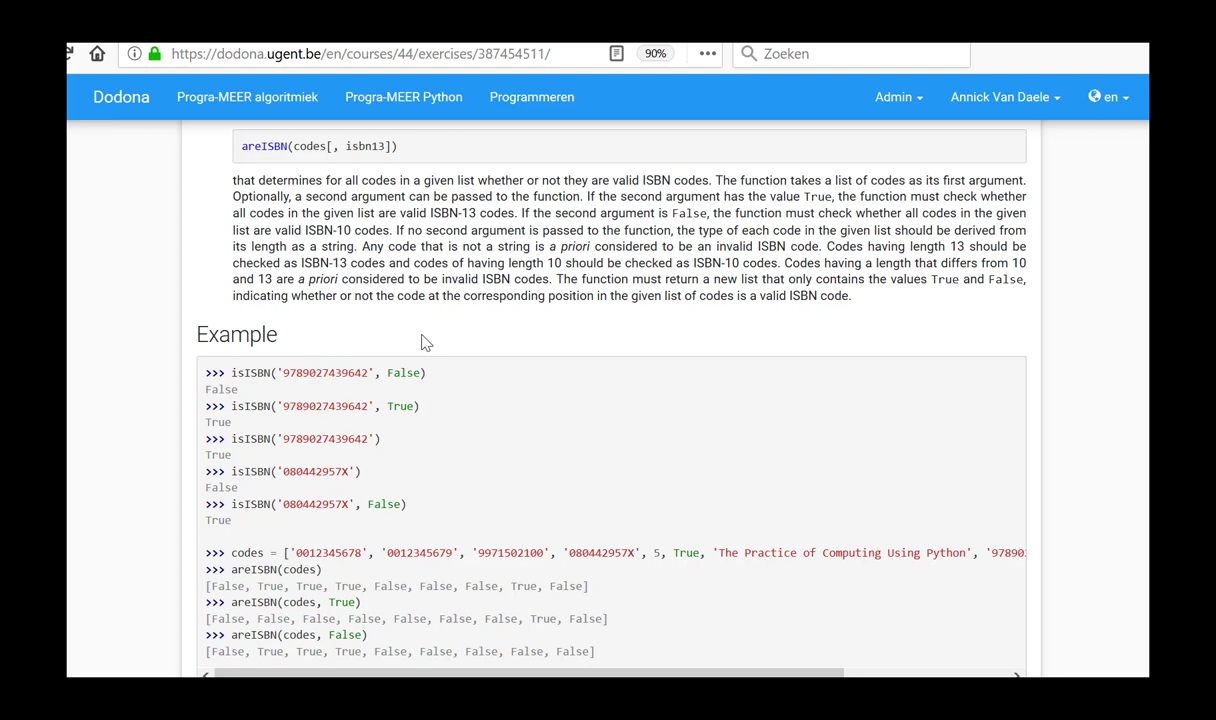 https://dodona.ugent.be/en/courses/44/exercises/387454511/ 90% ••• Zoeken
Dodona Progra-MEER algoritmiek Progra-MEER Python Programmeren Admin Annick Van Daele en
areISBN(codes[, isbn13])
that determines for all codes in a given list whether or not they are valid ISBN codes. The function takes a list of codes as its first argument.
Optionally, a second argument can be passed to the function. If the second argument has the value True, the function must check whether
all codes in the given list are valid ISBN-13 codes. If the second argument is False, the function must check whether all codes in the given
list are valid ISBN-10 codes. If no second argument is passed to the function, the type of each code in the given list should be derived from
its length as a string. Any code that is not a string is a priori considered to be an invalid ISBN code. Codes having length 13 should be
checked as ISBN-13 codes and codes of having length 10 should be checked as ISBN-10 codes. Codes having a length that differs from 10
and 13 are a priori considered to be invalid ISBN codes. The function must return a new list that only contains the values True and False,
indicating whether or not the code at the corresponding position in the given list of codes is a valid ISBN code.
Example
>>> isISBN('9789027439642', False)
False
>>> isISBN('9789027439642', True)
True
>>> isISBN('9789027439642')
True
>>> isISBN('080442957X')
False
>>> isISBN('080442957X', False)
True
>>> codes = ['0012345678', '0012345679', '9971502100', '080442957X', 5, True, 'The Practice of Computing Using Python', '97890
>>> areISBN(codes)
[False, True, True, True, False, False, False, True, False]
>>> areISBN(codes, True)
[False, False, False, False, False, False, False, True, False]
>>> areISBN(codes, False)
[False, True, True, True, False, False, False, False, False]